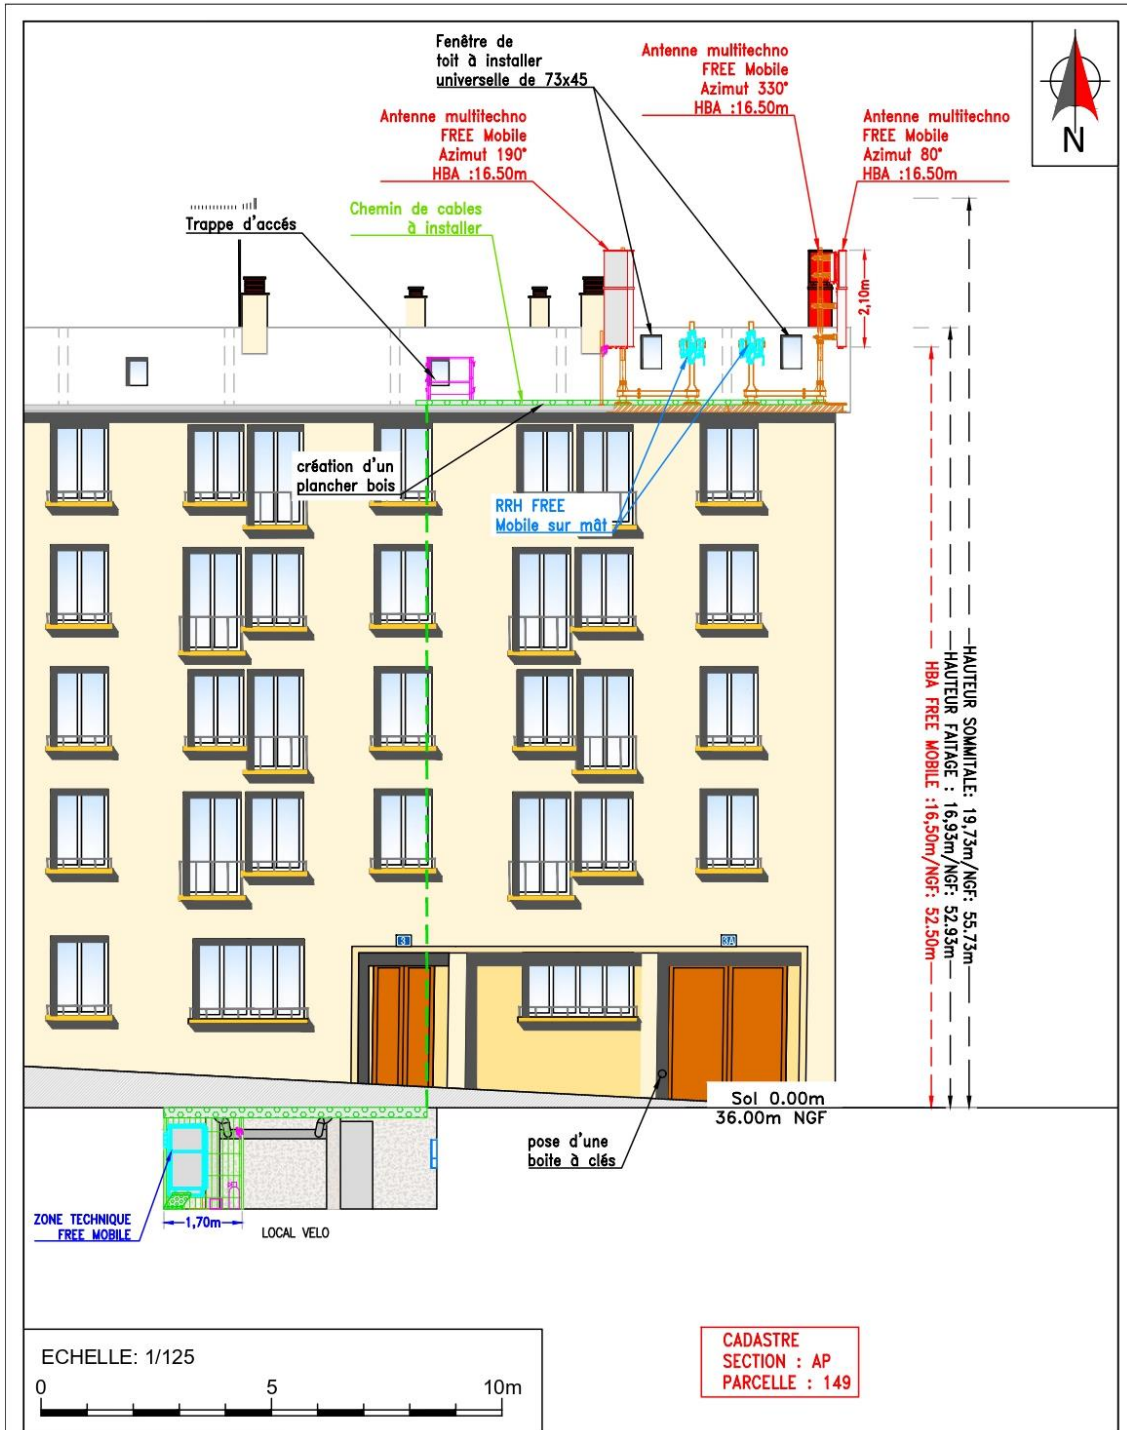 Fenêtre de
toit à installer
universelle de 73x45
Antenne multitechno
FREE Mobile
Azimut 330°
HBA :16.50m
Antenne multitechno
FREE Mobile
Azimut 190°
HBA :16.50m
Antenne multitechno
FREE Mobile
Azimut 80°
HBA :16.50m
N
Trappe d'accés
Chemin de cables
à installer
2,10m
création d'un
plancher bois
RRH FREE
Mobile sur mât
HAUTEUR SOMMITALE: 19,73m/NGF: 55.73m
HAUTEUR FAITAGE : 16,93m/NGF: 52.93m
HBA FREE MOBILE :16,50m/NGF: 52.50m
3
3A
Sol 0.00m
36.00m NGF
pose d'une
boite à clés
ZONE TECHNIQUE
FREE MOBILE
1,70m
LOCAL VELO
ECHELLE: 1/125
0 5 10m
CADASTRE
SECTION : AP
PARCELLE : 149